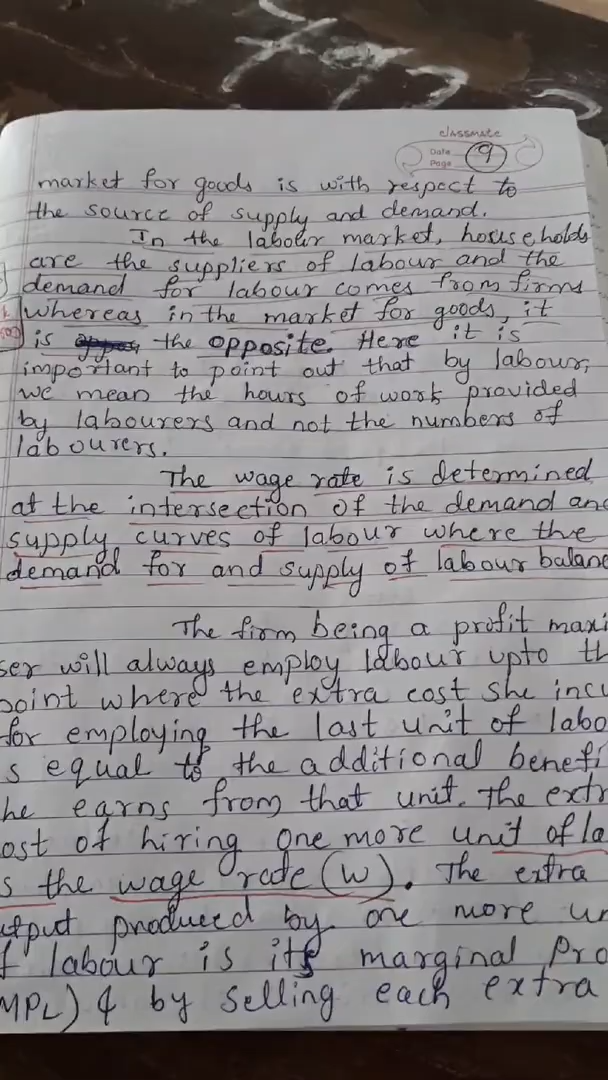 classmate
Date
Page 9
market for goods is with respect to
the source of supply and demand.
In the labour market, households
are the suppliers of labour and the
demand for labour comes from firms
whereas in the market for goods, it
is the opposite. Here it is
important to point out that by labour,
we mean the hours of work provided
by labourers and not the numbers of
labourers.
The wage rate is determined
at the intersection of the demand and
supply curves of labour where the
demand for and supply of labour balanc
The firm being a profit maxi
ser will always employ labour upto th
point where the extra cost she incu
for employing the last unit of labo
s equal to the additional benefi
he earns from that unit. The extr
ost of hiring one more unit of la
s the wage rate (W). The extra
utput produced by one more un
f labour is its marginal Pro
MPL) & by selling each extra